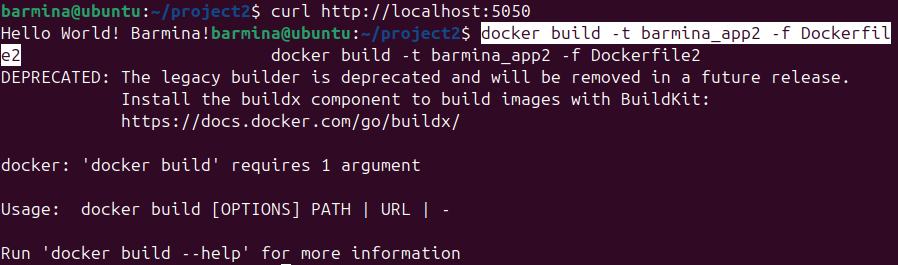 barmina@ubuntu:~/project2$ curl http://localhost:5050
Hello World! Barmina!barmina@ubuntu:~/project2$ docker build -t barmina_app2 -f Dockerfil
e2                              docker build -t barmina_app2 -f Dockerfile2
DEPRECATED: The legacy builder is deprecated and will be removed in a future release.
            Install the buildx component to build images with BuildKit:
            https://docs.docker.com/go/buildx/
docker: 'docker build' requires 1 argument
Usage:  docker build [OPTIONS] PATH | URL | -
Run 'docker build --help' for more information